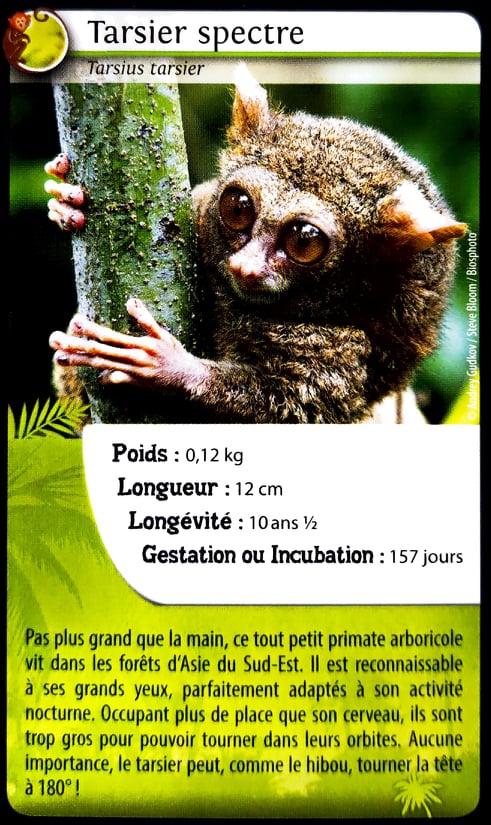 Tarsier spectre
Tarsius tarsier
© Andrey Gudkov / Steve Bloom / Biosphoto
Poids : 0,12 kg
Longueur : 12 cm
Longévité : 10 ans ½
Gestation ou Incubation : 157 jours
Pas plus grand que la main, ce tout petit primate arboricole
vit dans les forêts d'Asie du Sud-Est. Il est reconnaissable
à ses grands yeux, parfaitement adaptés à son activité
nocturne. Occupant plus de place que son cerveau, ils sont
trop gros pour pouvoir tourner dans leurs orbites. Aucune
importance, le tarsier peut, comme le hibou, tourner la tête
à 180° !